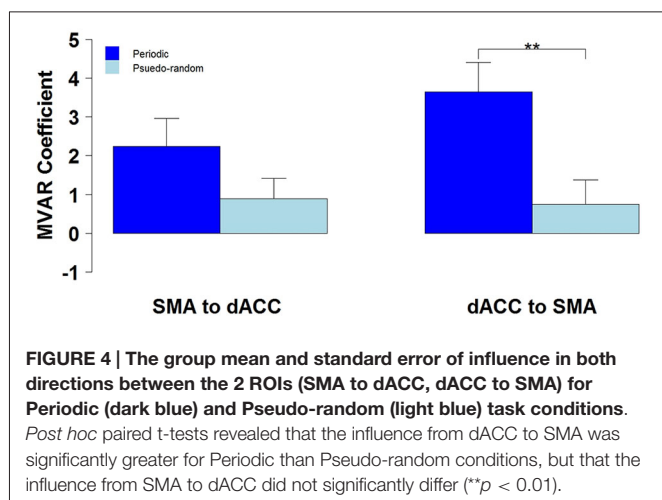 5
4
3
2
1
0
-1
MVAR Coefficient
Periodic
Psuedo-random
**
SMA to dACC
dACC to SMA
FIGURE 4 | The group mean and standard error of influence in both
directions between the 2 ROIs (SMA to dACC, dACC to SMA) for
Periodic (dark blue) and Pseudo-random (light blue) task conditions.
Post hoc paired t-tests revealed that the influence from dACC to SMA was
significantly greater for Periodic than Pseudo-random conditions, but that the
influence from SMA to dACC did not significantly differ (**p < 0.01).